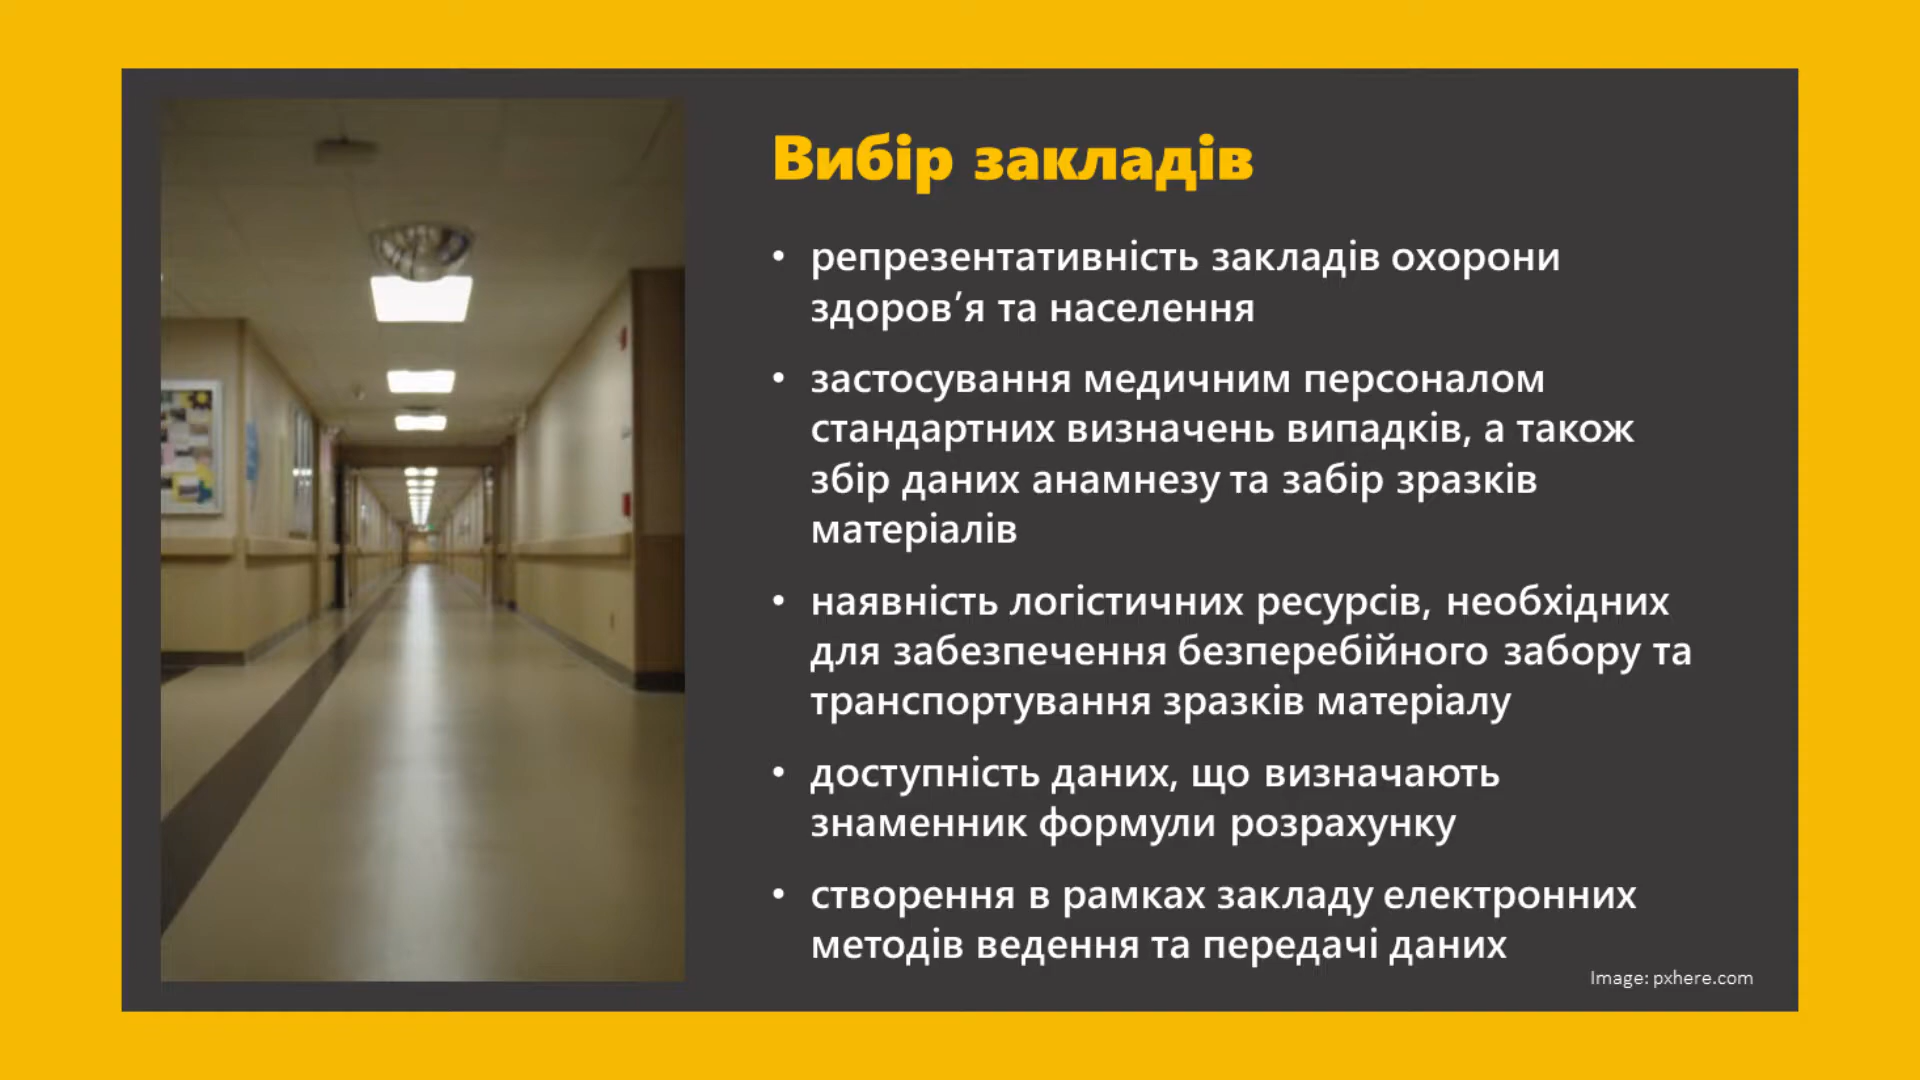 Вибір закладів
• репрезентативність закладів охорони
здоров’я та населення
• застосування медичним персоналом
стандартних визначень випадків, а також
збір даних анамнезу та забір зразків
матеріалів
• наявність логістичних ресурсів, необхідних
для забезпечення безперебійного забору та
транспортування зразків матеріалу
• доступність даних, що визначають
знаменник формули розрахунку
• створення в рамках закладу електронних
методів ведення та передачі даних
Image: pxhere.com